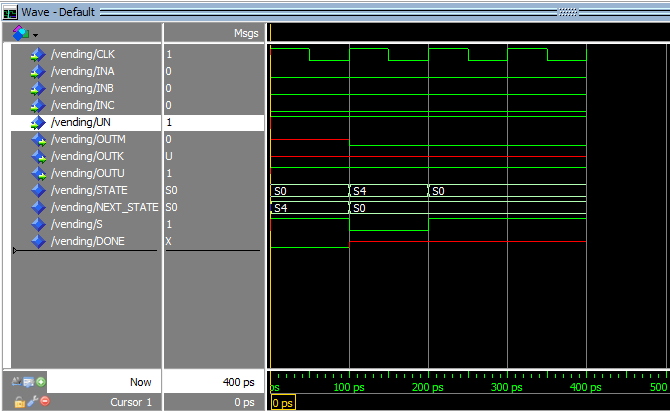 Wave - Default
Msgs
/vending/CLK 1
/vending/INA 0
/vending/INB 0
/vending/INC 0
/vending/UN 1
/vending/OUTM 0
/vending/OUTK U
/vending/OUTU 1
/vending/STATE S0 S0 S4 S0
/vending/NEXT_STATE S0 S4 S0
/vending/S 1
/vending/DONE X
Now 400 ps ps 100 ps 200 ps 300 ps 400 ps 500
Cursor 1 0 ps 0 ps